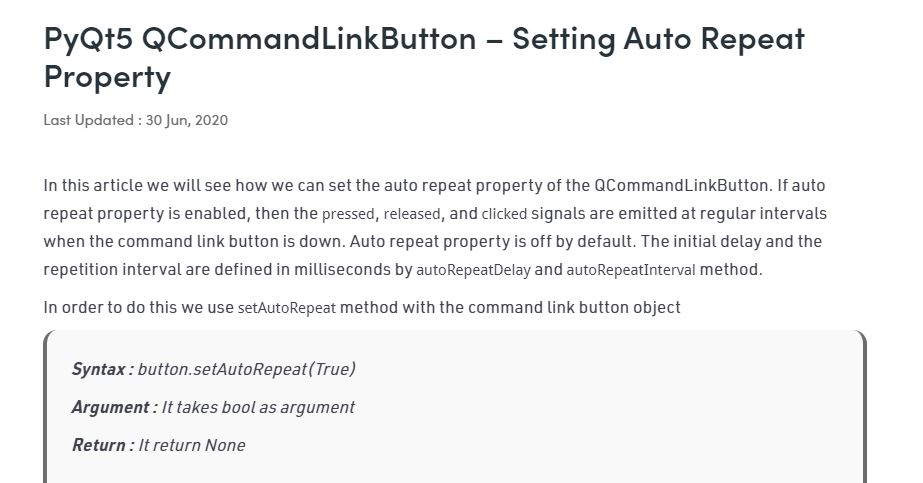 PyQt5 QCommandLinkButton – Setting Auto Repeat
Property
Last Updated : 30 Jun, 2020
In this article we will see how we can set the auto repeat property of the QCommandLinkButton. If auto
repeat property is enabled, then the pressed, released, and clicked signals are emitted at regular intervals
when the command link button is down. Auto repeat property is off by default. The initial delay and the
repetition interval are defined in milliseconds by autoRepeatDelay and autoRepeatInterval method.
In order to do this we use setAutoRepeat method with the command link button object
Syntax : button.setAutoRepeat(True)
Argument : It takes bool as argument
Return : It return None